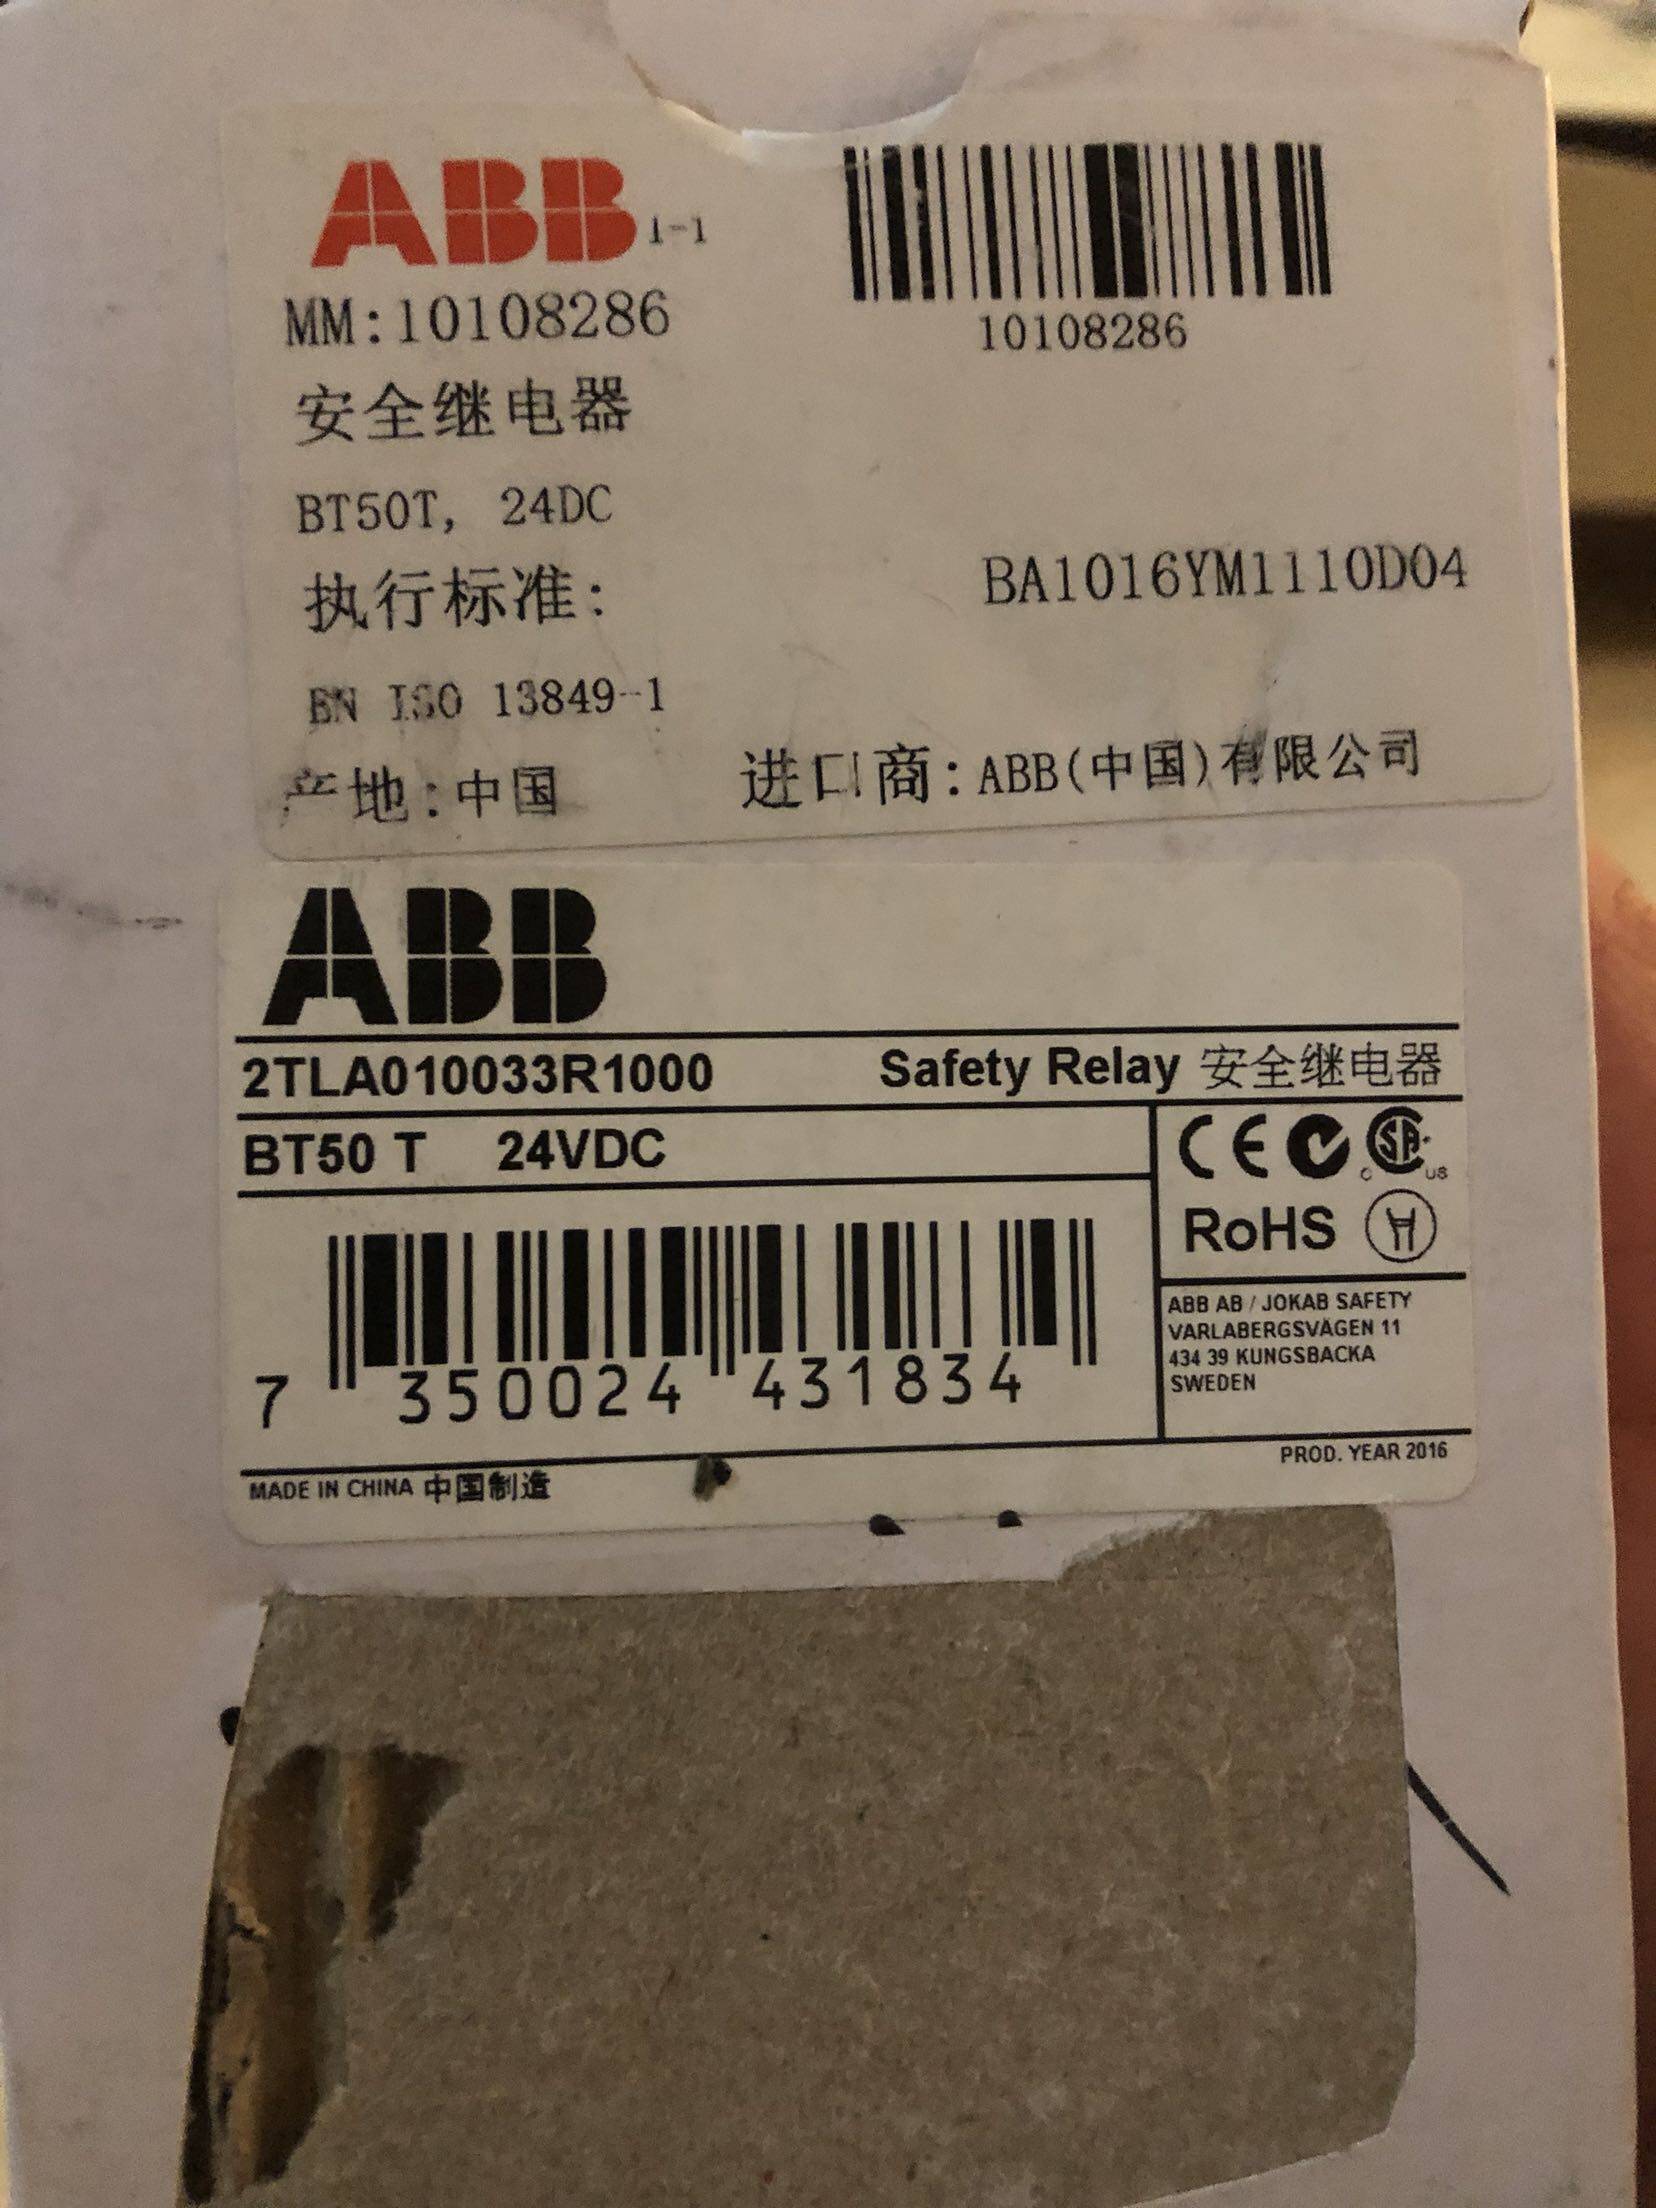 ABB 1-1
MM:10108286
10108286
安全继电器
BT50T, 24DC
执行标准:
BA1016YM1110D04
EN ISO 13849-1
产地:中国
进口商:ABB(中国)有限公司
ABB
2TLA010033R1000
Safety Relay 安全继电器
BT50 T 24VDC
CE
C SA US
RoHS
7 350024 431834
ABB AB / JOKAB SAFETY
VARLABERGSVÄGEN 11
434 39 KUNGSBACKA
SWEDEN
PROD. YEAR 2016
MADE IN CHINA 中国制造